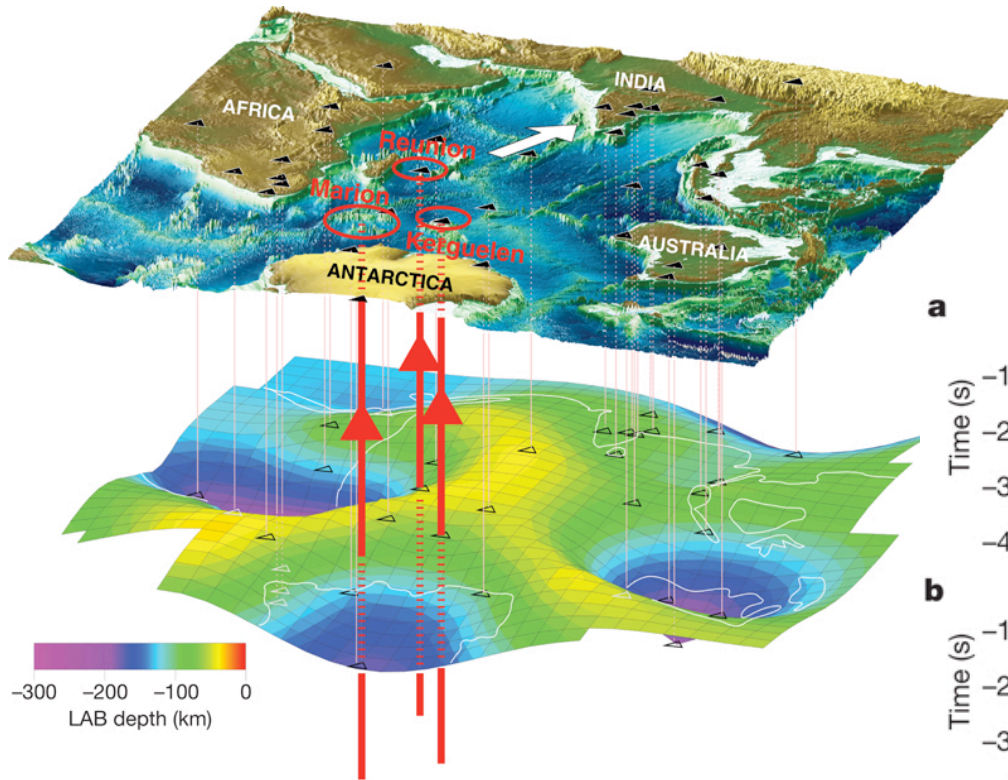 AFRICA
INDIA
Reunion
Marion
Kerguelen
AUSTRALIA
ANTARCTICA
a
–1
–2
–3
–4
Time (s)
b
–1
–2
–3
Time (s)
–300 –200 –100 0
LAB depth (km)